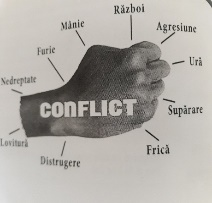 Război
Mânie
Agresiune
Furie
Ură
Nedreptate
CONFLICT
Supărare
Lovitură
Frică
Distrugere